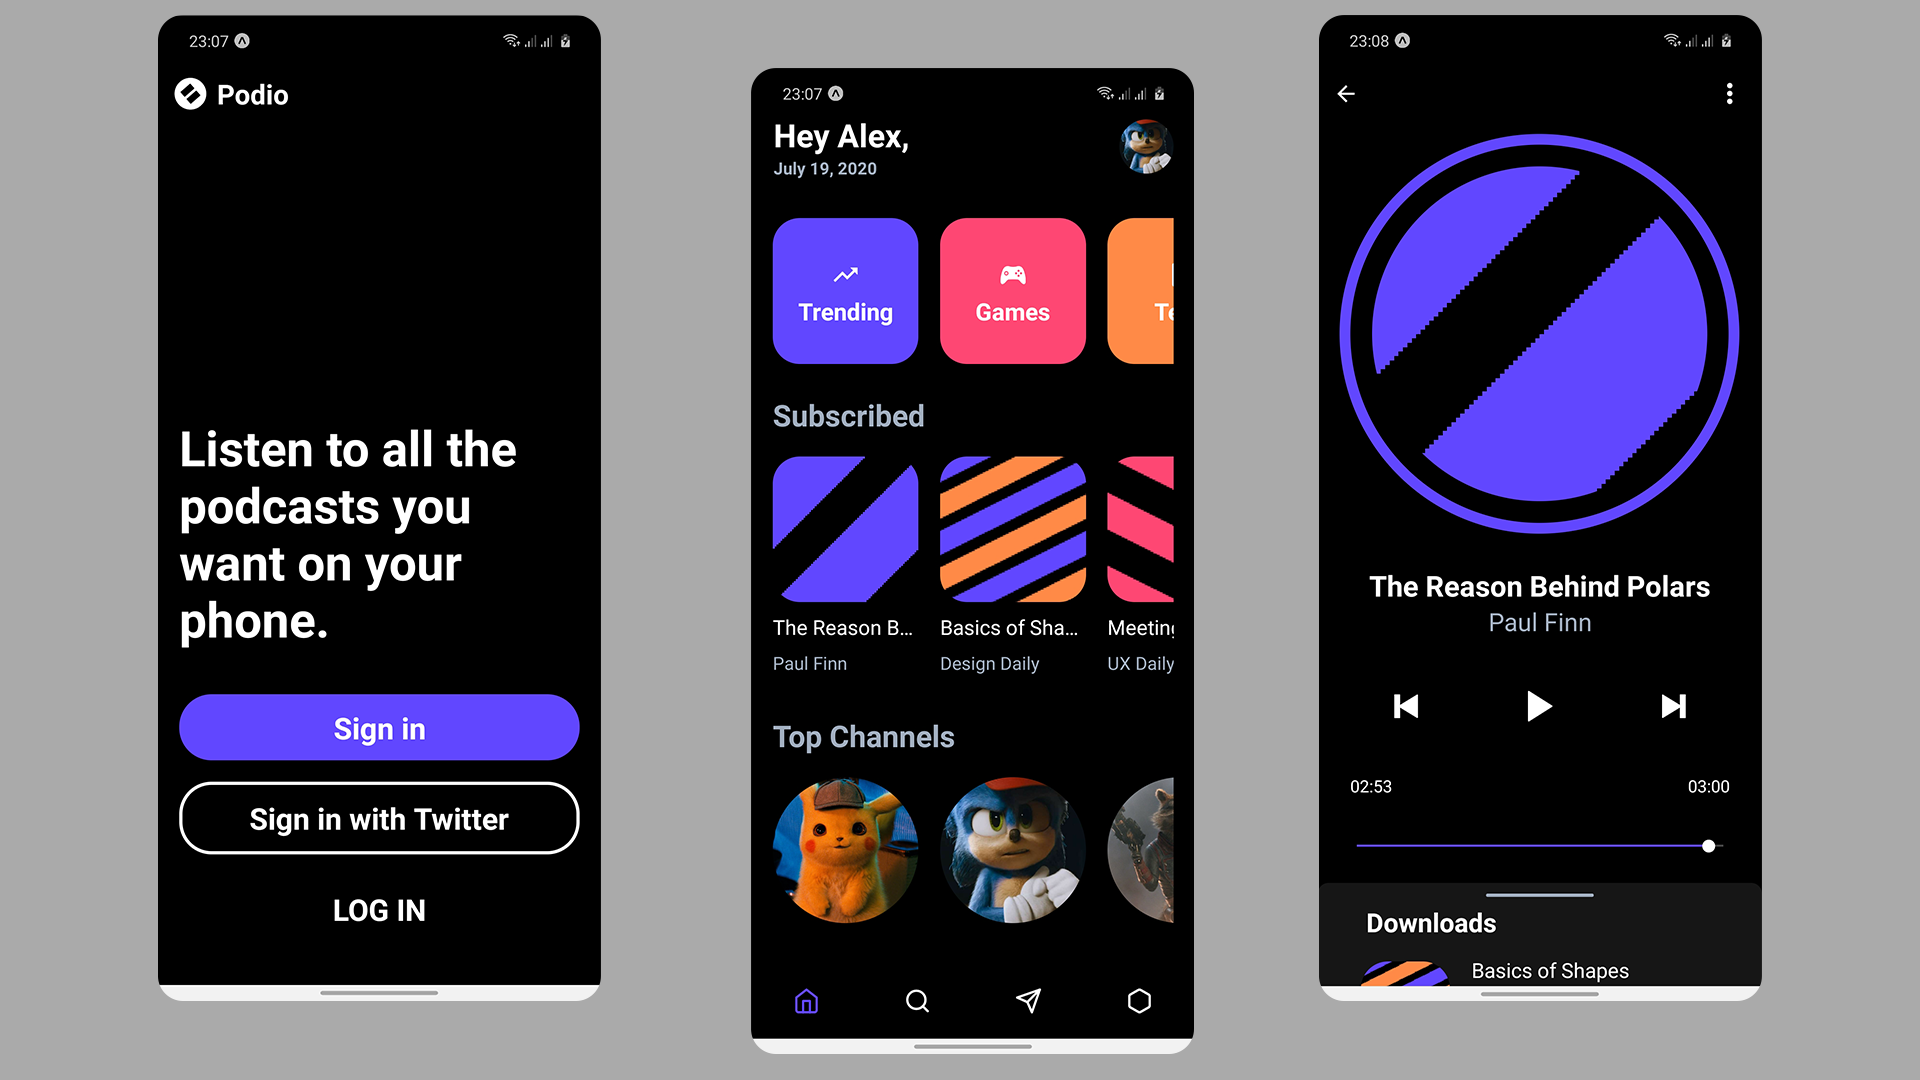 23:07
Podio
Listen to all the
podcasts you
want on your
phone.
Sign in
Sign in with Twitter
LOG IN
23:07
Hey Alex,
July 19, 2020
Trending
Games
Te
Subscribed
The Reason B...
Paul Finn
Basics of Sha...
Design Daily
Meeting
UX Daily
Top Channels
23:08
The Reason Behind Polars
Paul Finn
02:53
03:00
Downloads
Basics of Shapes